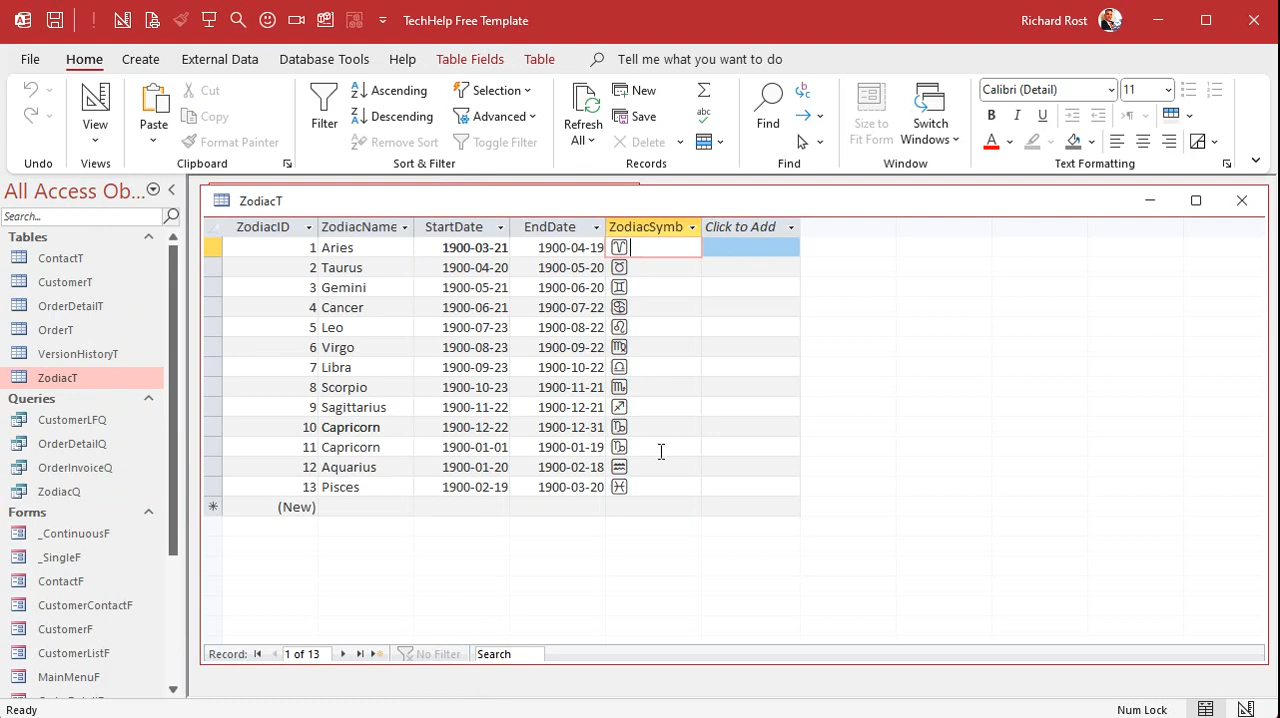 TechHelp Free Template
Richard Rost
File Home Create External Data Database Tools Help Table Fields Table Tell me what you want to do
View
Paste
Cut
Copy
Format Painter
Filter
Ascending
Descending
Remove Sort
Selection
Advanced
Toggle Filter
Refresh
All
New
Save
Delete
Find
Size to
Fit Form
Switch
Windows
Calibri (Detail) 11
B I U
A
Undo Views Clipboard Sort & Filter Records Find Window Text Formatting
All Access Ob...
Search...
Tables
ContactT
CustomerT
OrderDetailT
OrderT
VersionHistoryT
ZodiacT
Queries
CustomerLFQ
OrderDetailQ
OrderInvoiceQ
ZodiacQ
Forms
_ContinuousF
_SingleF
ContactF
CustomerContactF
CustomerF
CustomerListF
MainMenuF
ZodiacT
ZodiacID ZodiacName StartDate EndDate ZodiacSymb Click to Add
1 Aries 1900-03-21 1900-04-19 ♈
2 Taurus 1900-04-20 1900-05-20 ♉
3 Gemini 1900-05-21 1900-06-20 ♊
4 Cancer 1900-06-21 1900-07-22 ♋
5 Leo 1900-07-23 1900-08-22 ♌
6 Virgo 1900-08-23 1900-09-22 ♍
7 Libra 1900-09-23 1900-10-22 ♎
8 Scorpio 1900-10-23 1900-11-21 ♏
9 Sagittarius 1900-11-22 1900-12-21 ♐
10 Capricorn 1900-12-22 1900-12-31 ♑
11 Capricorn 1900-01-01 1900-01-19 ♑
12 Aquarius 1900-01-20 1900-02-18 ♒
13 Pisces 1900-02-19 1900-03-20 ♓
(New)
Record: 1 of 13 No Filter Search
Ready
Num Lock